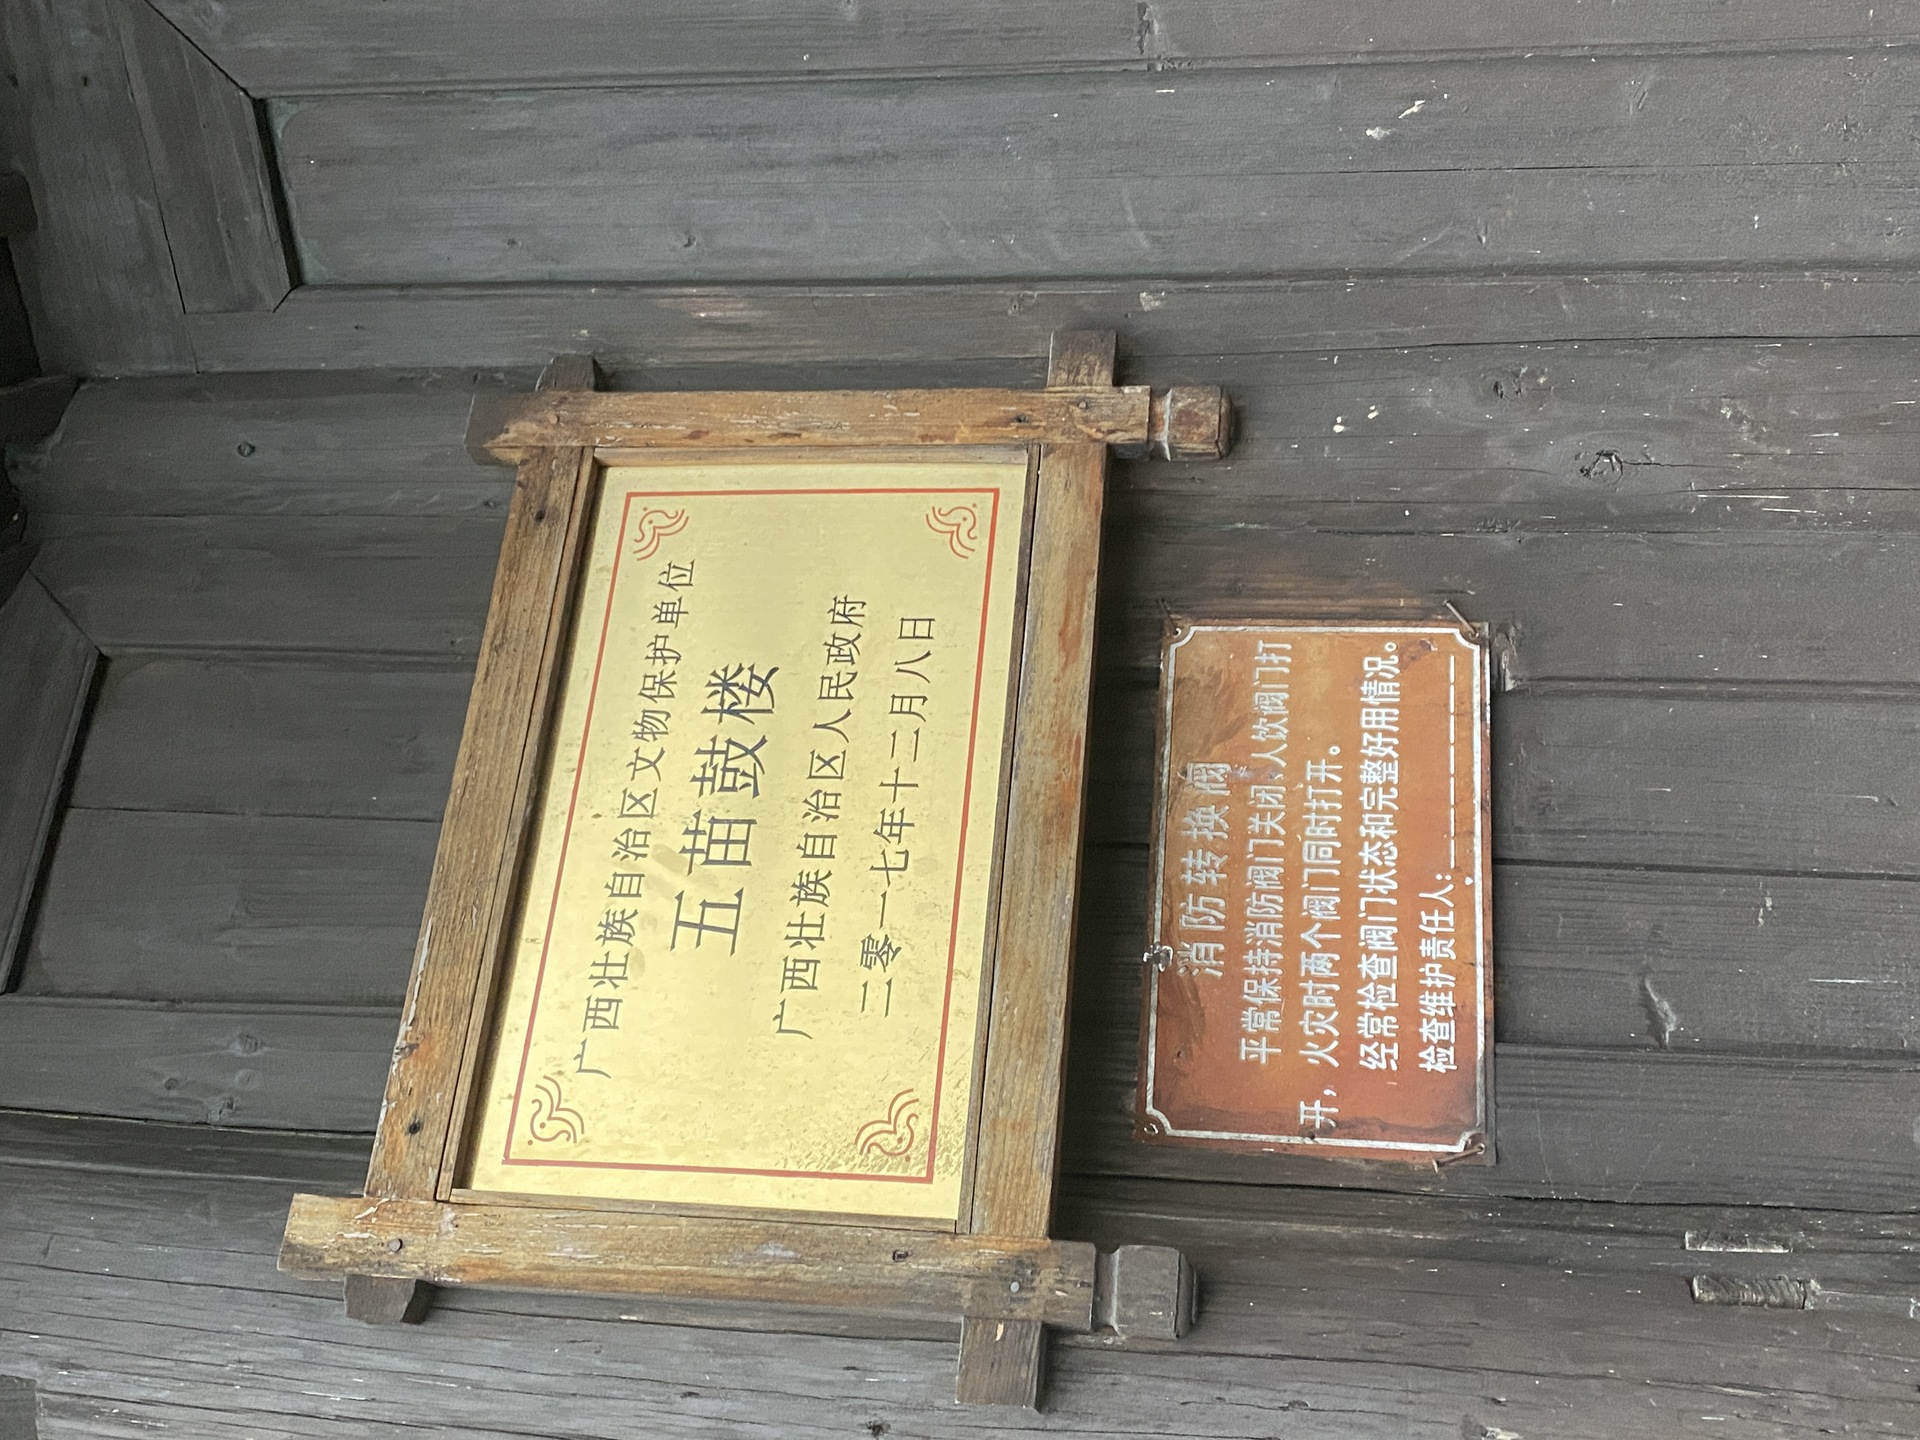 广西壮族自治区文物保护单位
五苗鼓楼
广西壮族自治区人民政府
二零一七年十二月八日
消防转换阀
平常保持消防阀门关闭、人饮阀门打
开，火灾时两个阀门同时打开。
经常检查阀门状态和完整好用情况。
检查维护责任人：